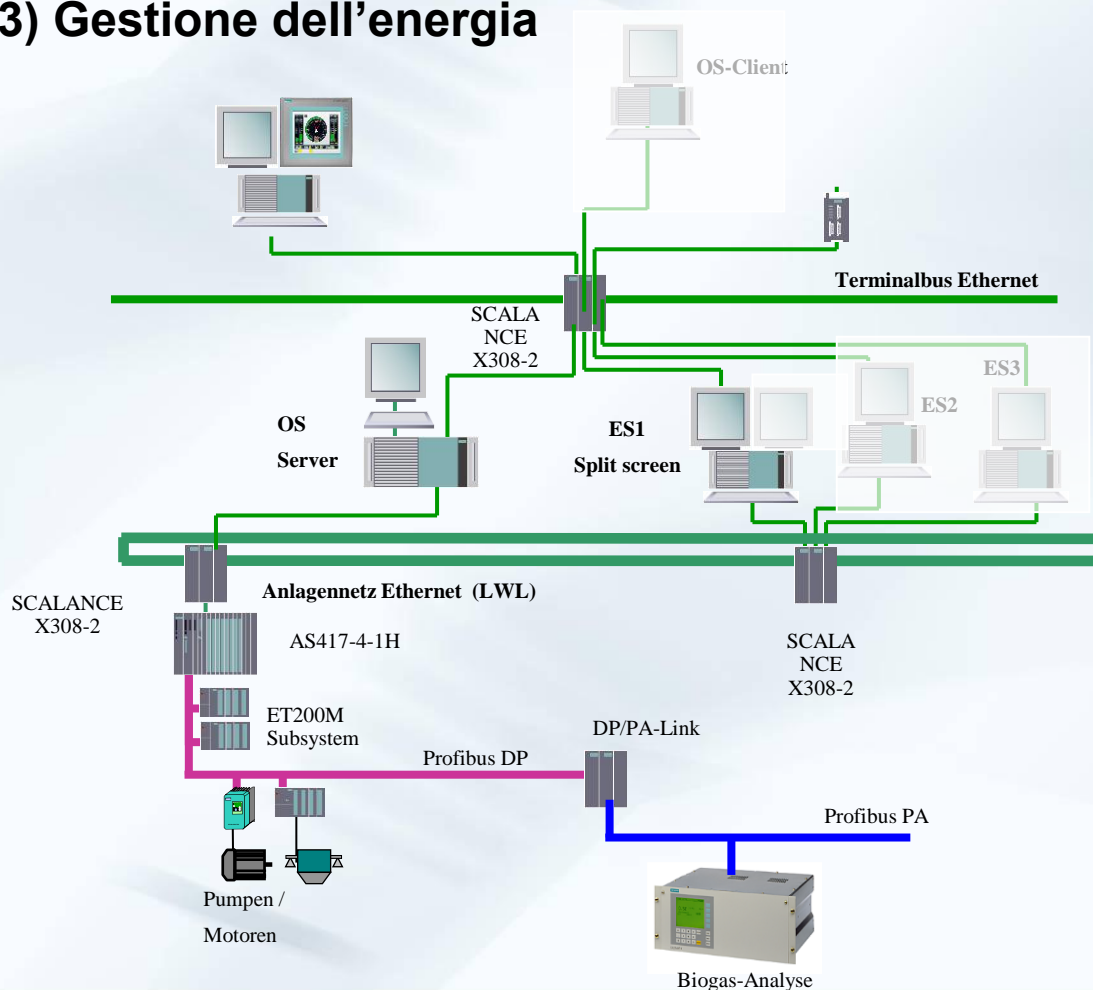 3) Gestione dell’energia
OS-Client
Terminalbus Ethernet
SCALA
NCE
X308-2
ES3
ES2
OS
Server
ES1
Split screen
Anlagennetz Ethernet  (LWL)
SCALANCE
X308-2
AS417-4-1H
SCALA
NCE
X308-2
ET200M
Subsystem
DP/PA-Link
Profibus DP
Profibus PA
Pumpen /
Motoren
Biogas-Analyse